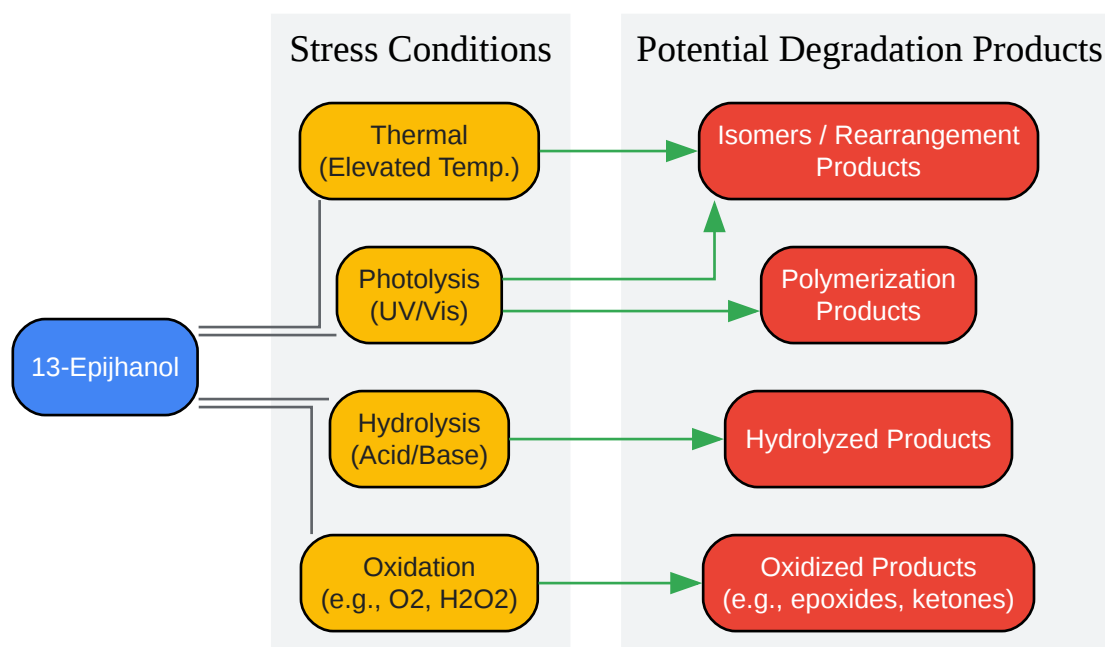 Stress Conditions
Potential Degradation Products
Thermal
(Elevated Temp.)
Isomers / Rearrangement
Products
Photolysis
(UV/Vis)
Polymerization
Products
13-Epijhanol
Hydrolysis
(Acid/Base)
Hydrolyzed Products
Oxidation
(e.g., O2, H2O2)
Oxidized Products
(e.g., epoxides, ketones)